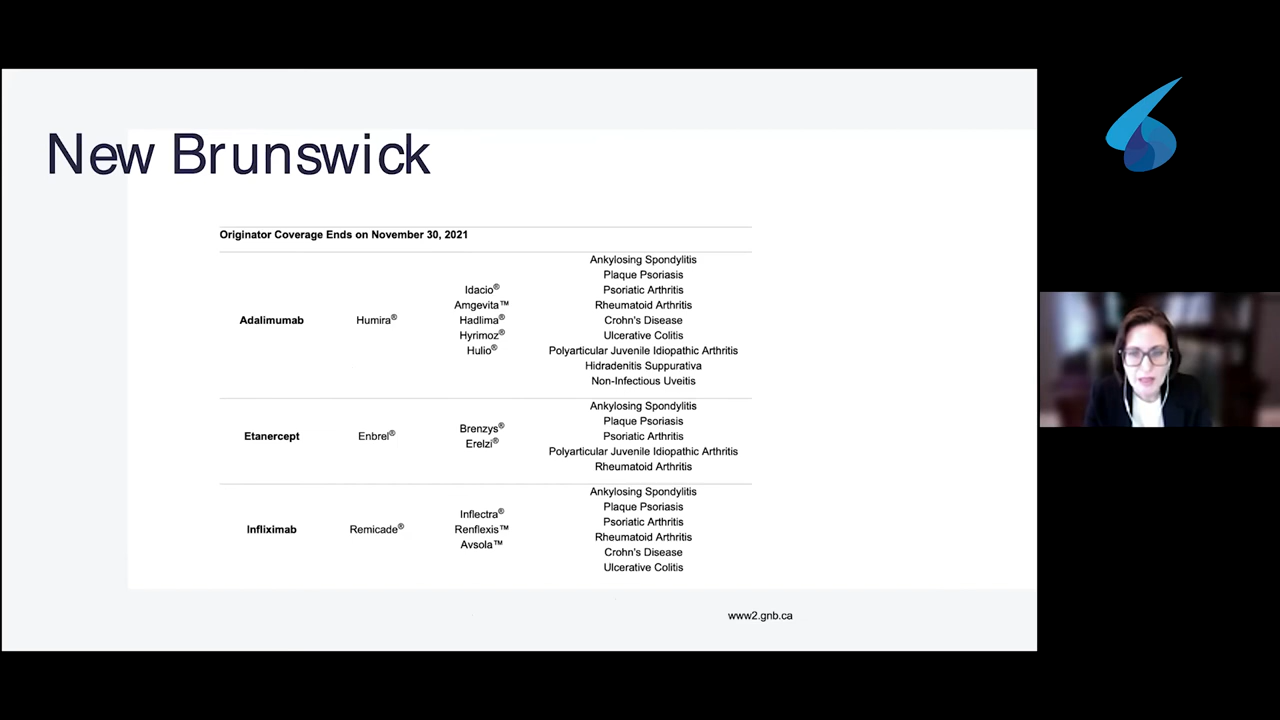 New Brunswick
Originator Coverage Ends on November 30, 2021
Adalimumab
Humira®
Idacio®
Amgevita™
Hadlima®
Hyrimoz®
Hulio®
Ankylosing Spondylitis
Plaque Psoriasis
Psoriatic Arthritis
Rheumatoid Arthritis
Crohn's Disease
Ulcerative Colitis
Polyarticular Juvenile Idiopathic Arthritis
Hidradenitis Suppurativa
Non-Infectious Uveitis
Etanercept
Enbrel®
Brenzys®
Erelzi®
Ankylosing Spondylitis
Plaque Psoriasis
Psoriatic Arthritis
Polyarticular Juvenile Idiopathic Arthritis
Rheumatoid Arthritis
Infliximab
Remicade®
Inflectra®
Renflexis™
Avsola™
Ankylosing Spondylitis
Plaque Psoriasis
Psoriatic Arthritis
Rheumatoid Arthritis
Crohn's Disease
Ulcerative Colitis
www2.gnb.ca